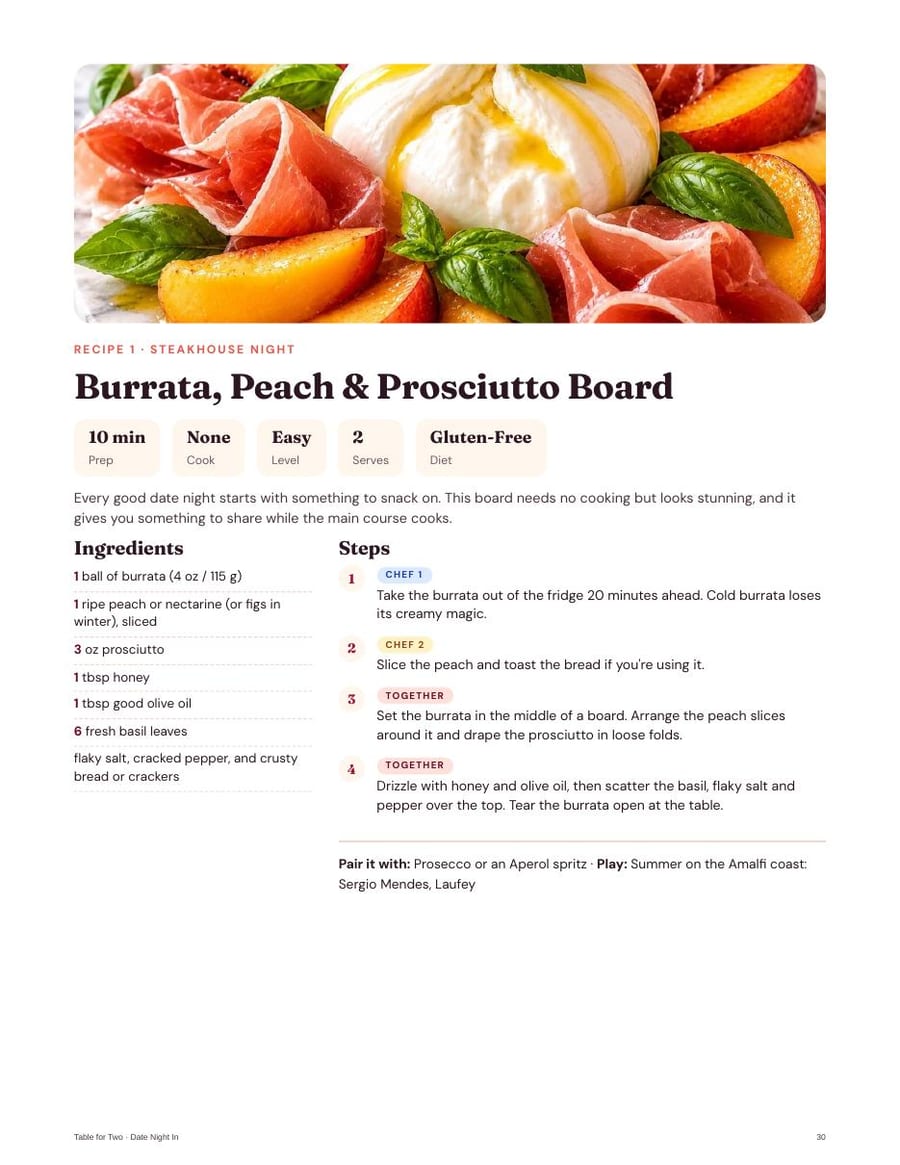 RECIPE 1 · STEAKHOUSE NIGHT
Burrata, Peach & Prosciutto Board
10 min
Prep
None
Cook
Easy
Level
2
Serves
Gluten-Free
Diet
Every good date night starts with something to snack on. This board needs no cooking but looks stunning, and it
gives you something to share while the main course cooks.
Ingredients
1 ball of burrata (4 oz / 115 g)
1 ripe peach or nectarine (or figs in
winter), sliced
3 oz prosciutto
1 tbsp honey
1 tbsp good olive oil
6 fresh basil leaves
flaky salt, cracked pepper, and crusty
bread or crackers
Steps
1 CHEF 1
Take the burrata out of the fridge 20 minutes ahead. Cold burrata loses
its creamy magic.
2 CHEF 2
Slice the peach and toast the bread if you're using it.
3 TOGETHER
Set the burrata in the middle of a board. Arrange the peach slices
around it and drape the prosciutto in loose folds.
4 TOGETHER
Drizzle with honey and olive oil, then scatter the basil, flaky salt and
pepper over the top. Tear the burrata open at the table.
Pair it with: Prosecco or an Aperol spritz · Play: Summer on the Amalfi coast:
Sergio Mendes, Laufey
Table for Two · Date Night In
30